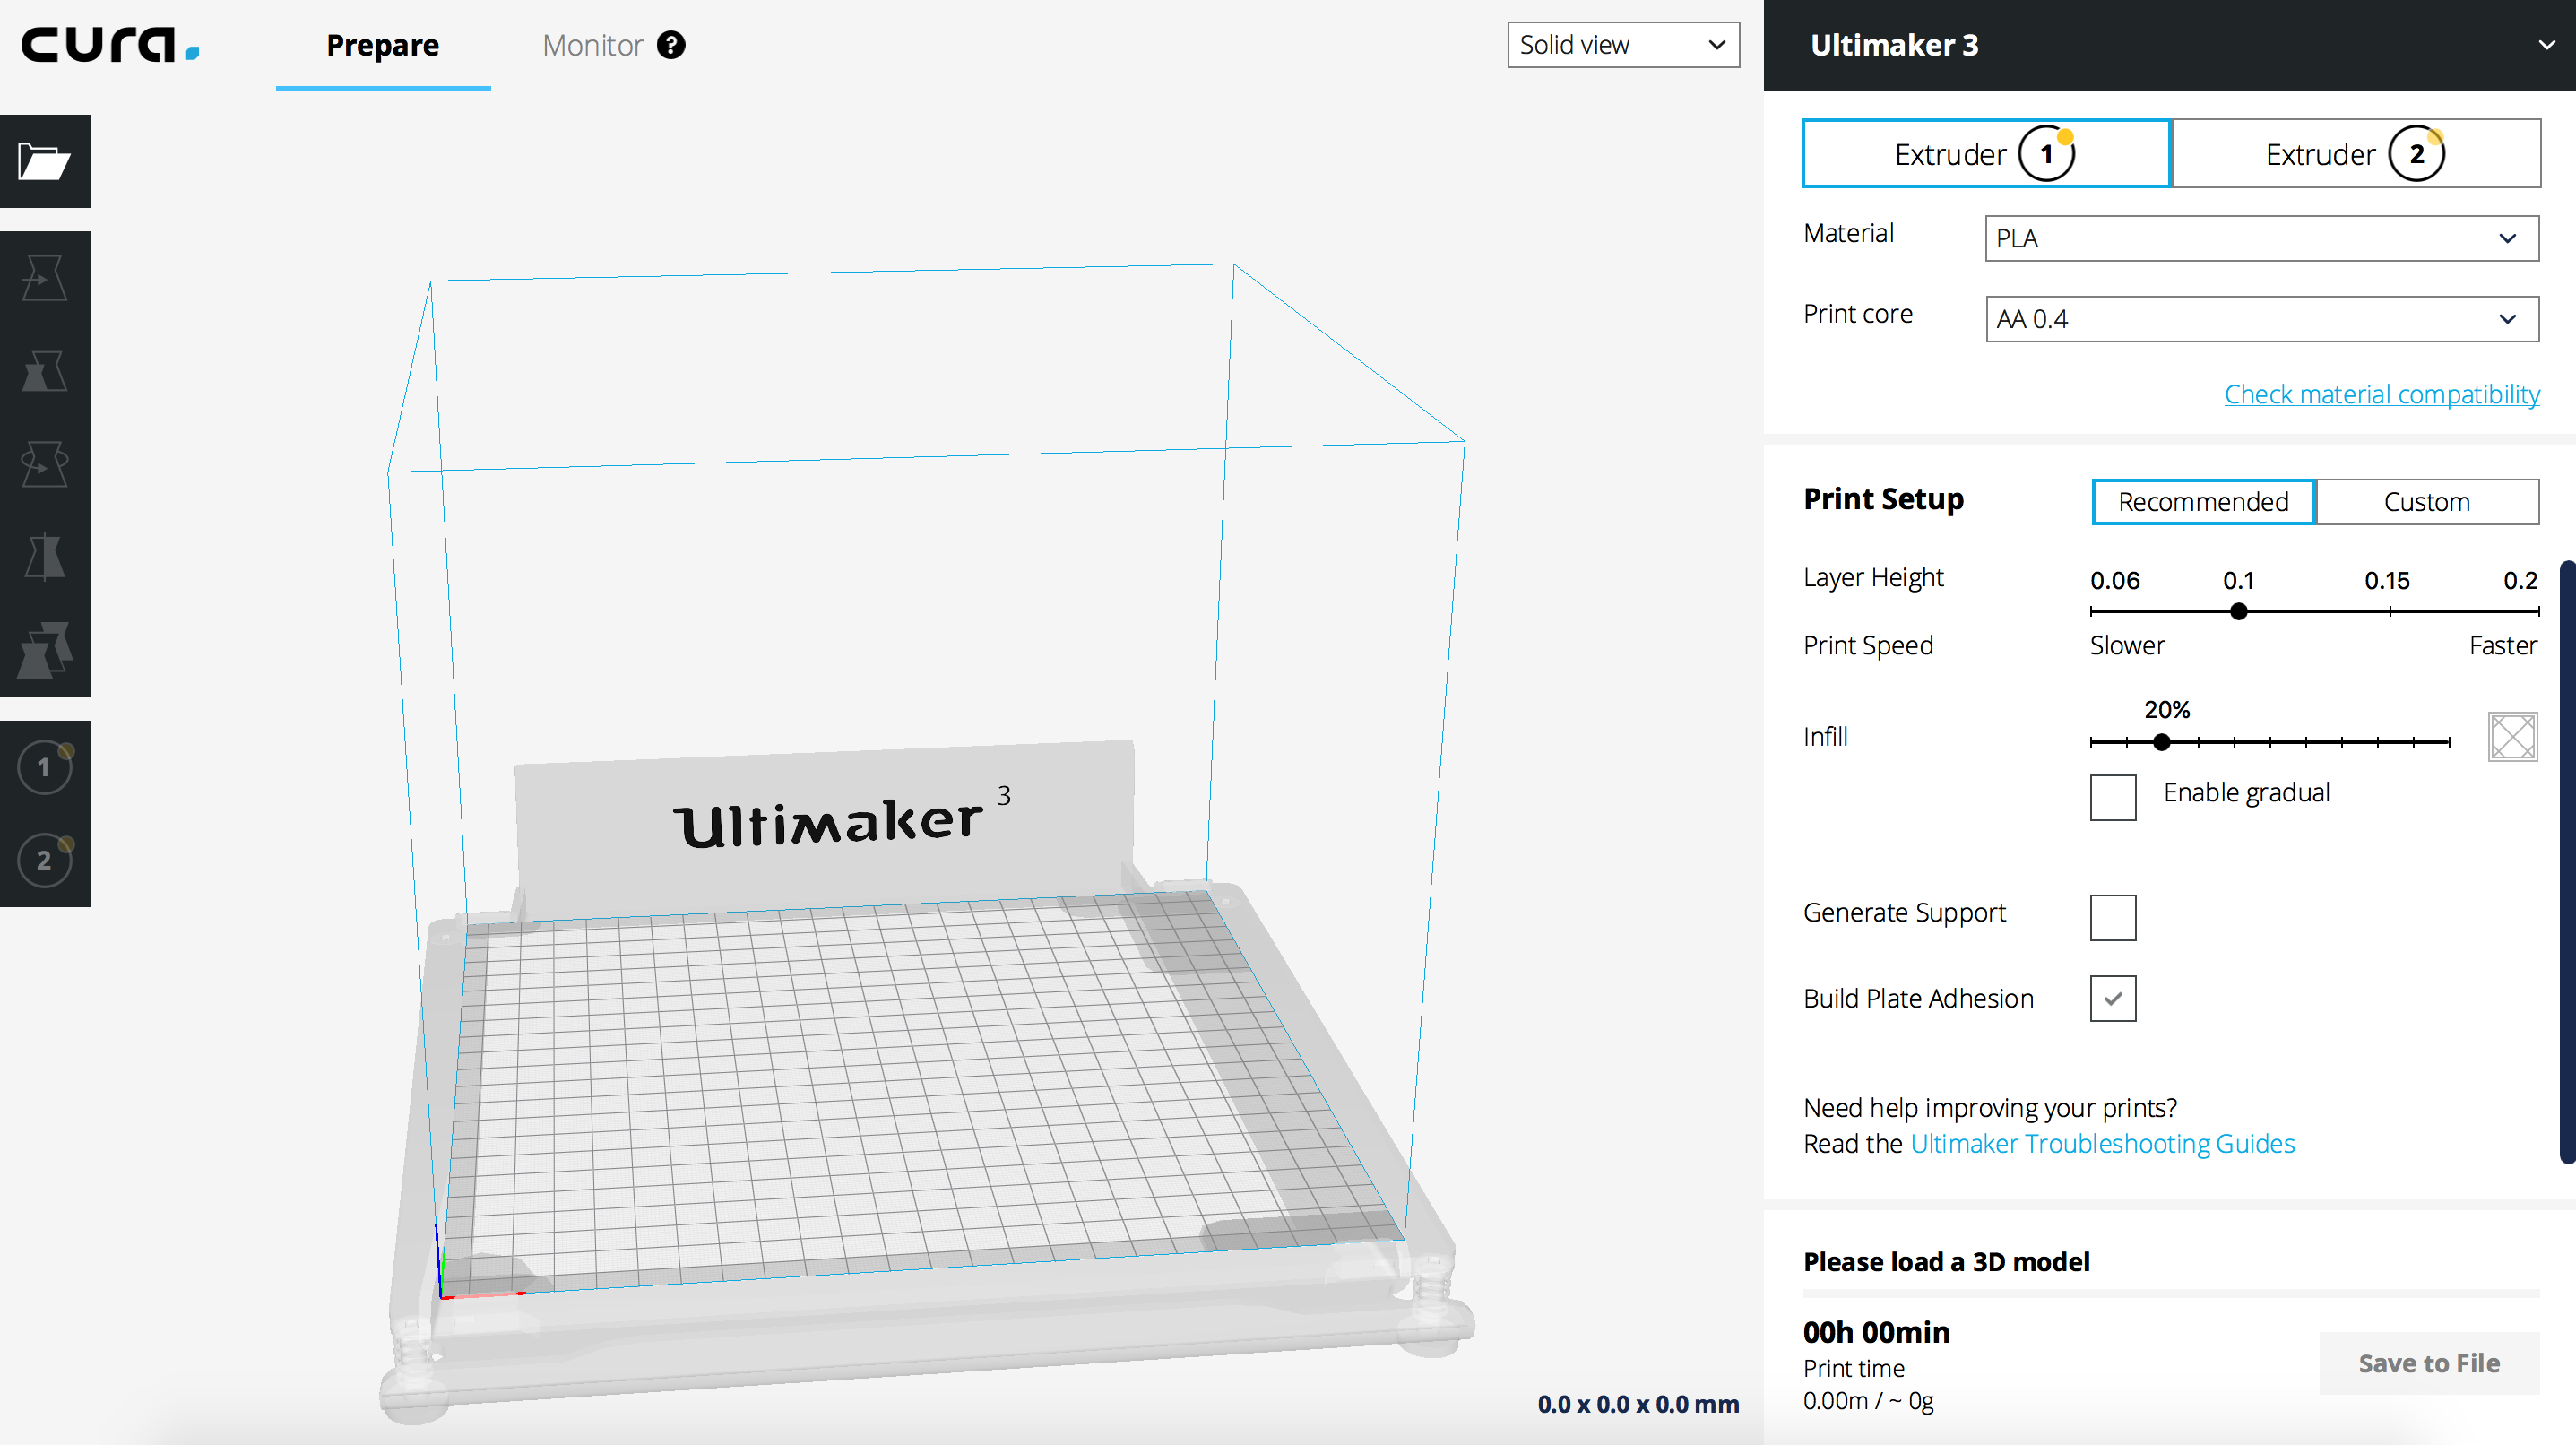 cura.
Prepare
Monitor ?
Solid view
Ultimaker 3
Extruder 1
Extruder 2
Material
PLA
Print core
AA 0.4
Check material compatibility
Print Setup
Recommended
Custom
Layer Height
0.06 0.1 0.15 0.2
Print Speed
Slower
Faster
20%
Infill
Enable gradual
Generate Support
Build Plate Adhesion
Need help improving your prints?
Read the Ultimaker Troubleshooting Guides
Please load a 3D model
00h 00min
Print time
0.00m / ~ 0g
Save to File
1
2
Ultimaker 3
0.0 x 0.0 x 0.0 mm